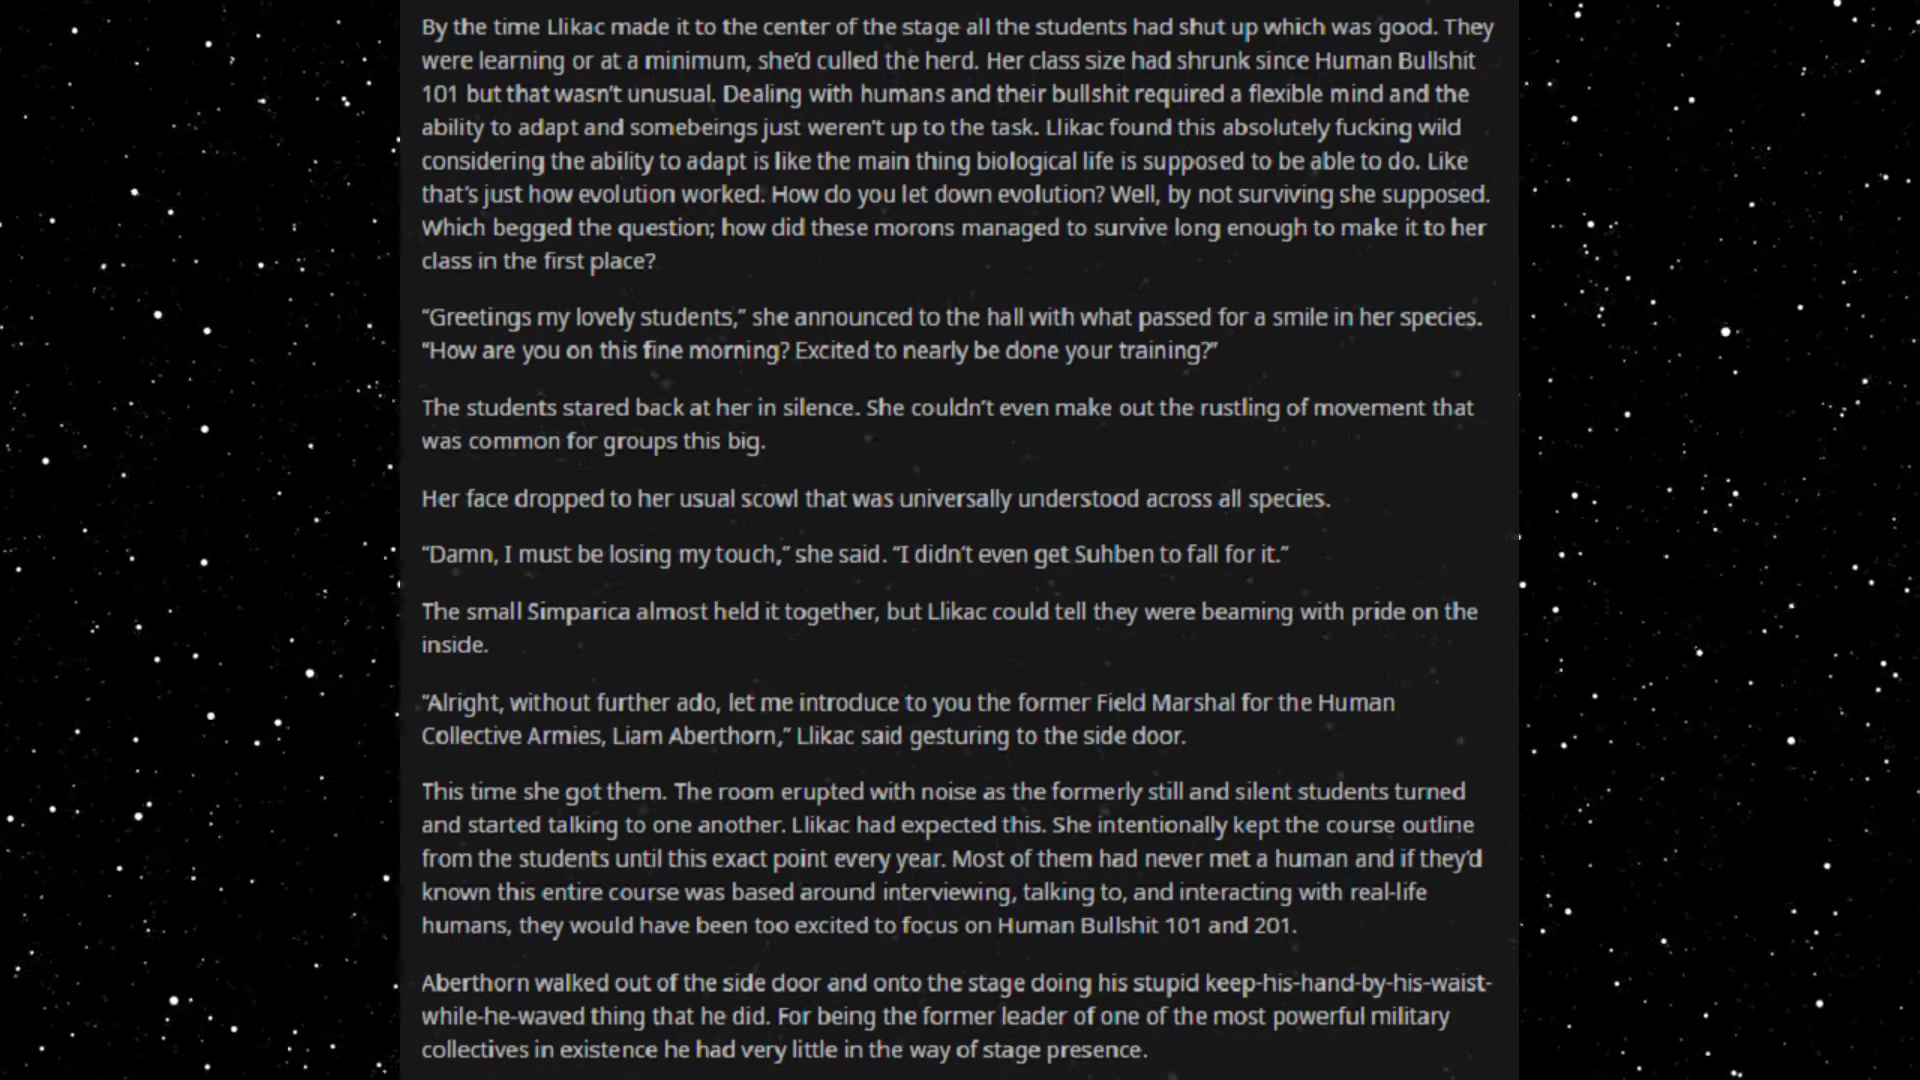 By the time Llikac made it to the center of the stage all the students had shut up which was good. They
were learning or at a minimum, she’d culled the herd. Her class size had shrunk since Human Bullshit
101 but that wasn’t unusual. Dealing with humans and their bullshit required a flexible mind and the
ability to adapt and somebeings just weren’t up to the task. Llikac found this absolutely fucking wild
considering the ability to adapt is like the main thing biological life is supposed to be able to do. Like
that’s just how evolution worked. How do you let down evolution? Well, by not surviving she supposed.
Which begged the question; how did these morons managed to survive long enough to make it to her
class in the first place?
“Greetings my lovely students,” she announced to the hall with what passed for a smile in her species.
“How are you on this fine morning? Excited to nearly be done your training?”
The students stared back at her in silence. She couldn’t even make out the rustling of movement that
was common for groups this big.
Her face dropped to her usual scowl that was universally understood across all species.
“Damn, I must be losing my touch,” she said. “I didn’t even get Suhben to fall for it.”
The small Simparica almost held it together, but Llikac could tell they were beaming with pride on the
inside.
“Alright, without further ado, let me introduce to you the former Field Marshal for the Human
Collective Armies, Liam Aberthorn,” Llikac said gesturing to the side door.
This time she got them. The room erupted with noise as the formerly still and silent students turned
and started talking to one another. Llikac had expected this. She intentionally kept the course outline
from the students until this exact point every year. Most of them had never met a human and if they’d
known this entire course was based around interviewing, talking to, and interacting with real-life
humans, they would have been too excited to focus on Human Bullshit 101 and 201.
Aberthorn walked out of the side door and onto the stage doing his stupid keep-his-hand-by-his-waist-
while-he-waved thing that he did. For being the former leader of one of the most powerful military
collectives in existence he had very little in the way of stage presence.